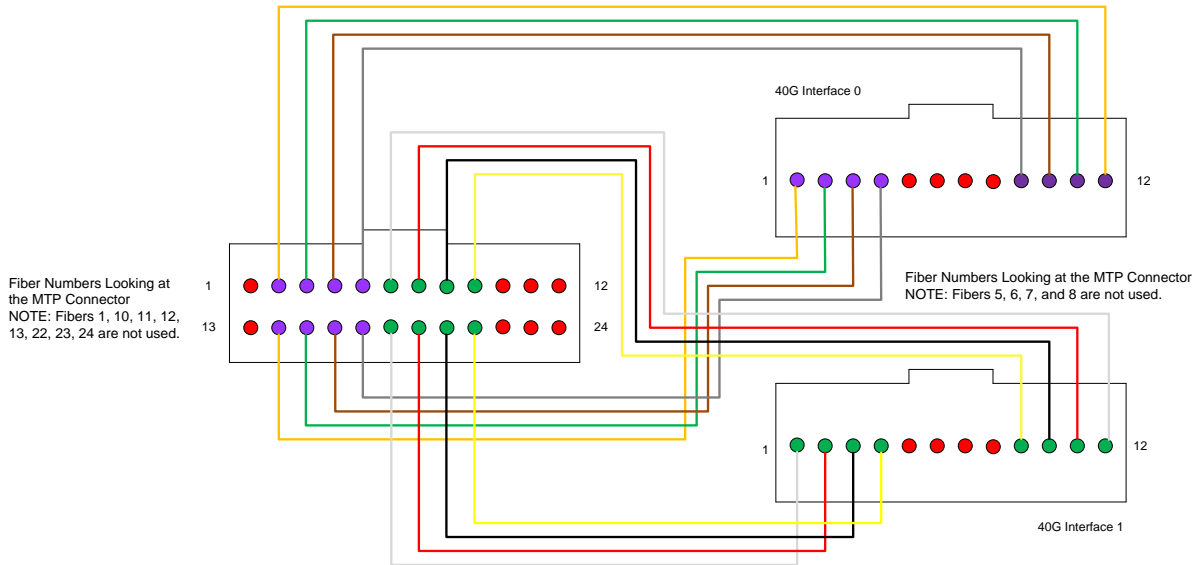 40G Interface 0
1
12
Fiber Numbers Looking at
the MTP Connector
NOTE: Fibers 1, 10, 11, 12,
13, 22, 23, 24 are not used.
1
12
13
24
Fiber Numbers Looking at the MTP Connector
NOTE: Fibers 5, 6, 7, and 8 are not used.
1
12
40G Interface 1